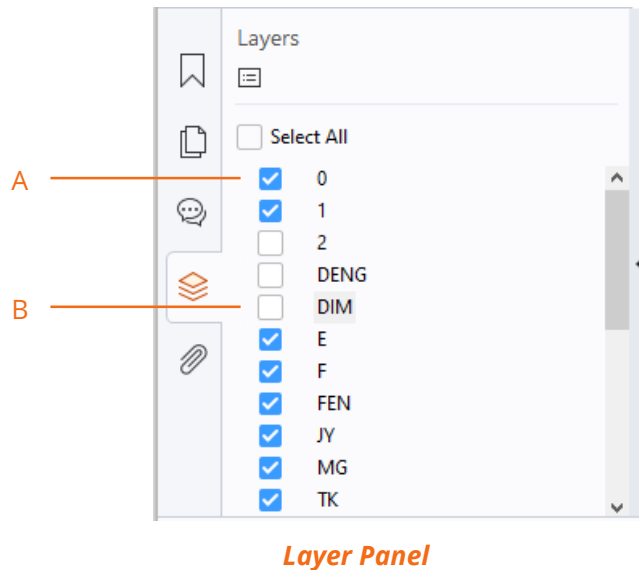 Layers
Select All
A
0
1
2
DENG
B
DIM
E
F
FEN
JY
MG
TK
Layer Panel